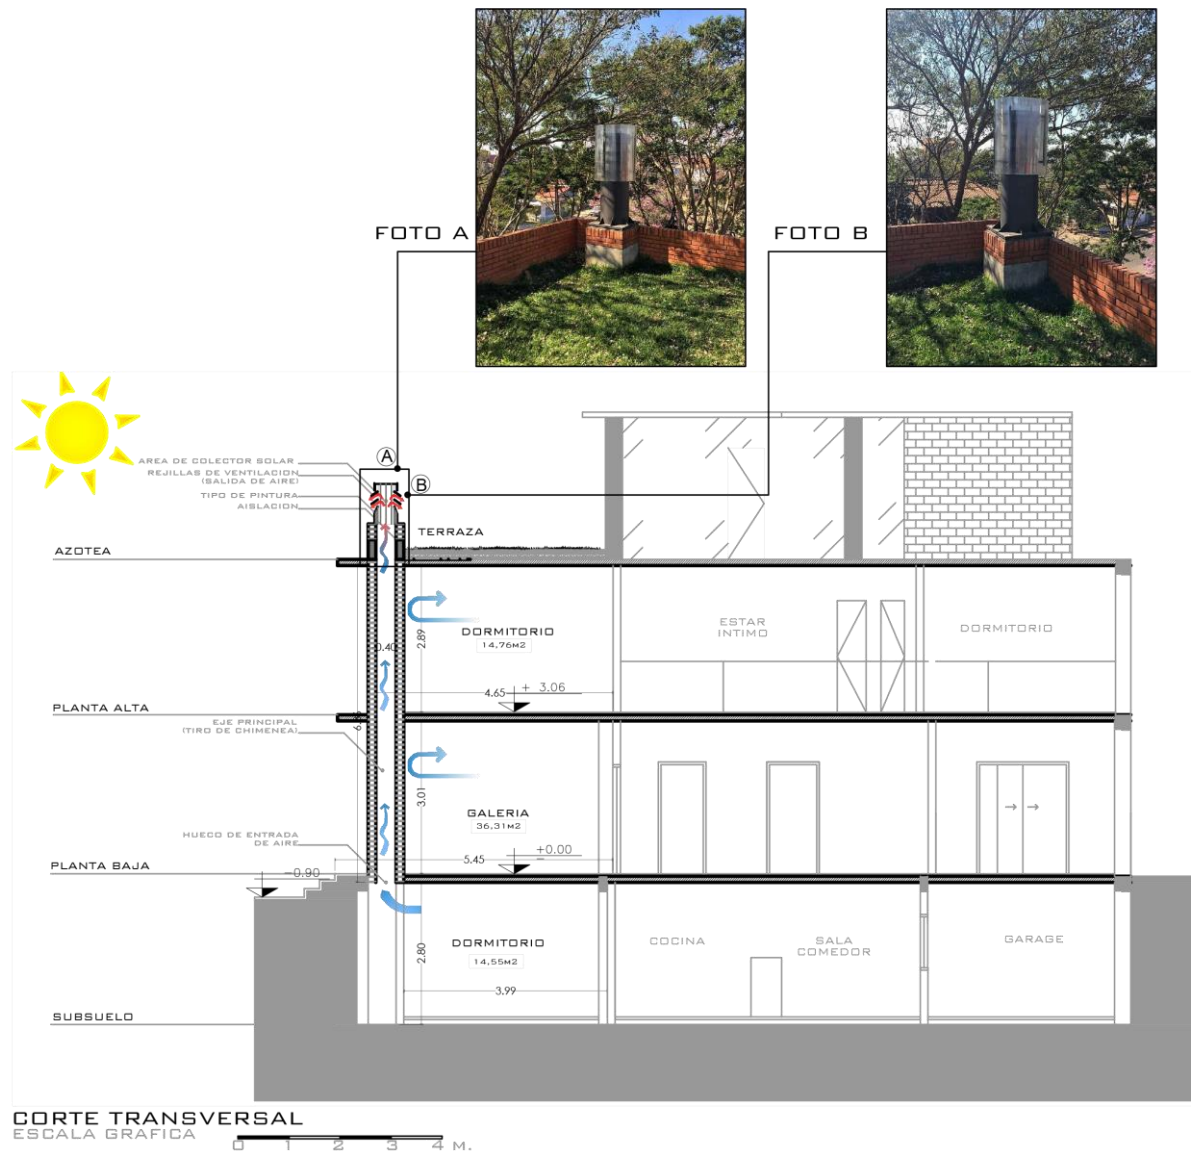 FOTO A
FOTO B
A
AREA DE COLECTOR SOLAR
REJILLAS DE VENTILACION
(SALIDA DE AIRE)
B
TIPO DE PINTURA
AISLACION
TERRAZA
AZOTEA
DORMITORIO
14,76M2
ESTAR
INTIMO
DORMITORIO
2.89
0.40
4.65
+ 3.06
PLANTA ALTA
EJE PRINCIPAL
(TIRO DE CHIMENEA)
3.01
GALERIA
36,31M2
HUECO DE ENTRADA
DE AIRE
+0.00
5.45
PLANTA BAJA
-0.90
DORMITORIO
14,55M2
COCINA
SALA
COMEDOR
GARAGE
2.80
3.99
SUBSUELO
CORTE TRANSVERSAL
ESCALA GRAFICA
0 1 2 3 4 M.